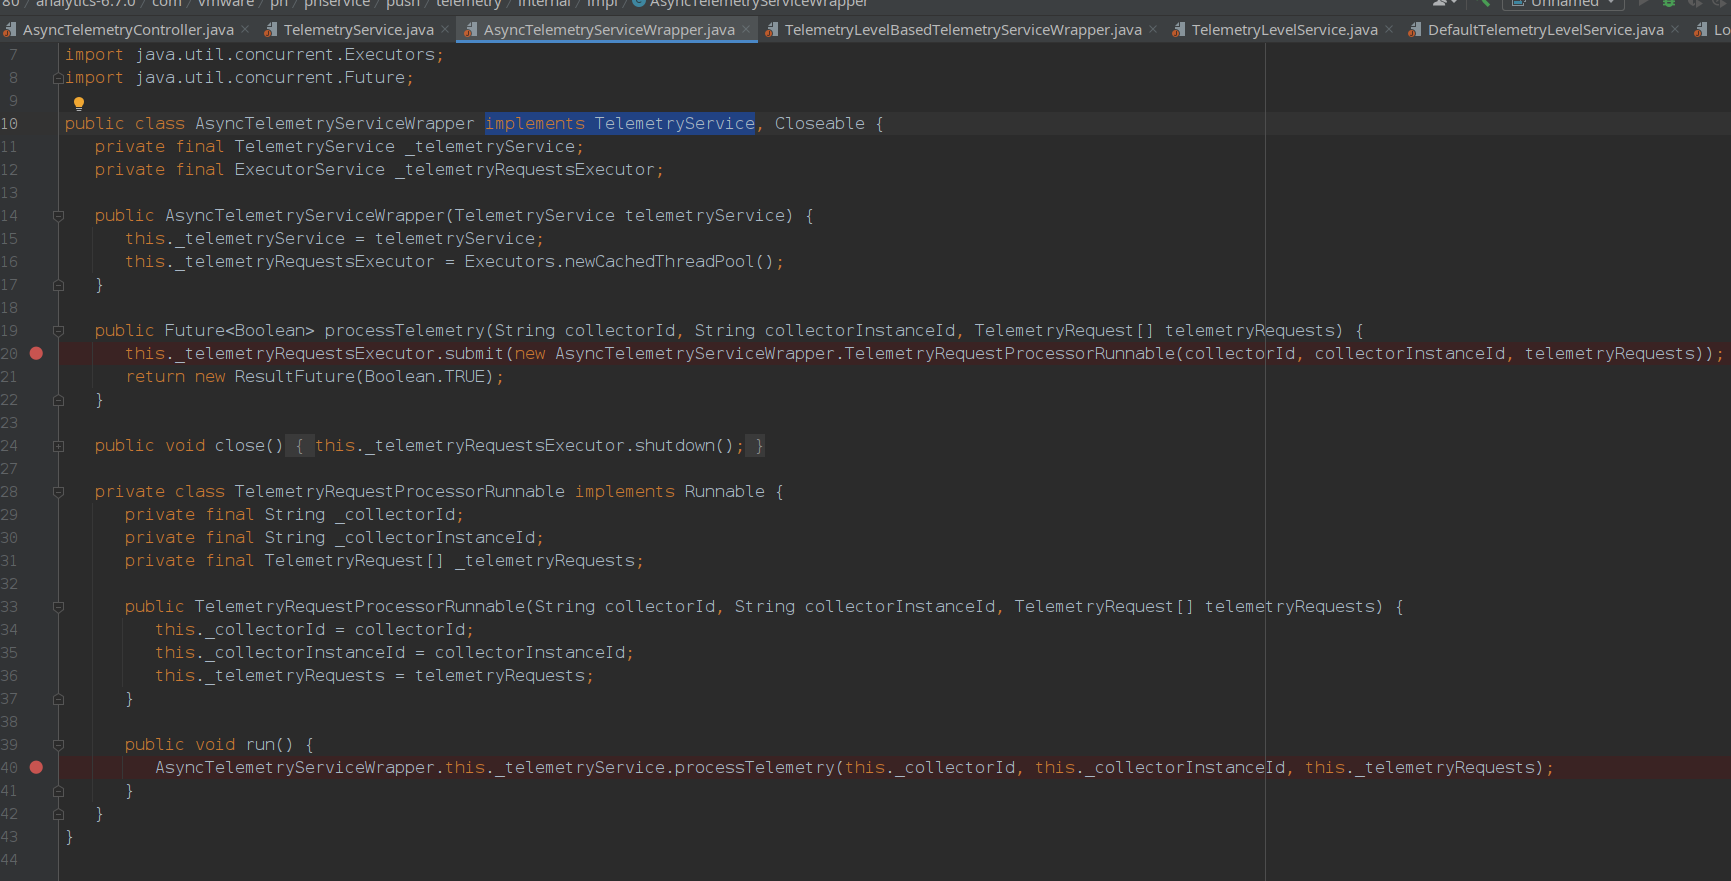 80 / analytics-6.7.0 / com / vmware / ph / phservice / push / telemetry / internal / impl / AsyncTelemetryServiceWrapper Unnamed
AsyncTelemetryController.java TelemetryService.java AsyncTelemetryServiceWrapper.java TelemetryLevelBasedTelemetryServiceWrapper.java TelemetryLevelService.java DefaultTelemetryLevelService.java Lo
7 import java.util.concurrent.Executors;
8 import java.util.concurrent.Future;
9
10 public class AsyncTelemetryServiceWrapper implements TelemetryService, Closeable {
11 private final TelemetryService _telemetryService;
12 private final ExecutorService _telemetryRequestsExecutor;
13
14 public AsyncTelemetryServiceWrapper(TelemetryService telemetryService) {
15 this._telemetryService = telemetryService;
16 this._telemetryRequestsExecutor = Executors.newCachedThreadPool();
17 }
18
19 public Future<Boolean> processTelemetry(String collectorId, String collectorInstanceId, TelemetryRequest[] telemetryRequests) {
20 this._telemetryRequestsExecutor.submit(new AsyncTelemetryServiceWrapper.TelemetryRequestProcessorRunnable(collectorId, collectorInstanceId, telemetryRequests));
21 return new ResultFuture(Boolean.TRUE);
22 }
23
24 public void close() { this._telemetryRequestsExecutor.shutdown(); }
27
28 private class TelemetryRequestProcessorRunnable implements Runnable {
29 private final String _collectorId;
30 private final String _collectorInstanceId;
31 private final TelemetryRequest[] _telemetryRequests;
32
33 public TelemetryRequestProcessorRunnable(String collectorId, String collectorInstanceId, TelemetryRequest[] telemetryRequests) {
34 this._collectorId = collectorId;
35 this._collectorInstanceId = collectorInstanceId;
36 this._telemetryRequests = telemetryRequests;
37 }
38
39 public void run() {
40 AsyncTelemetryServiceWrapper.this._telemetryService.processTelemetry(this._collectorId, this._collectorInstanceId, this._telemetryRequests);
41 }
42 }
43 }
44